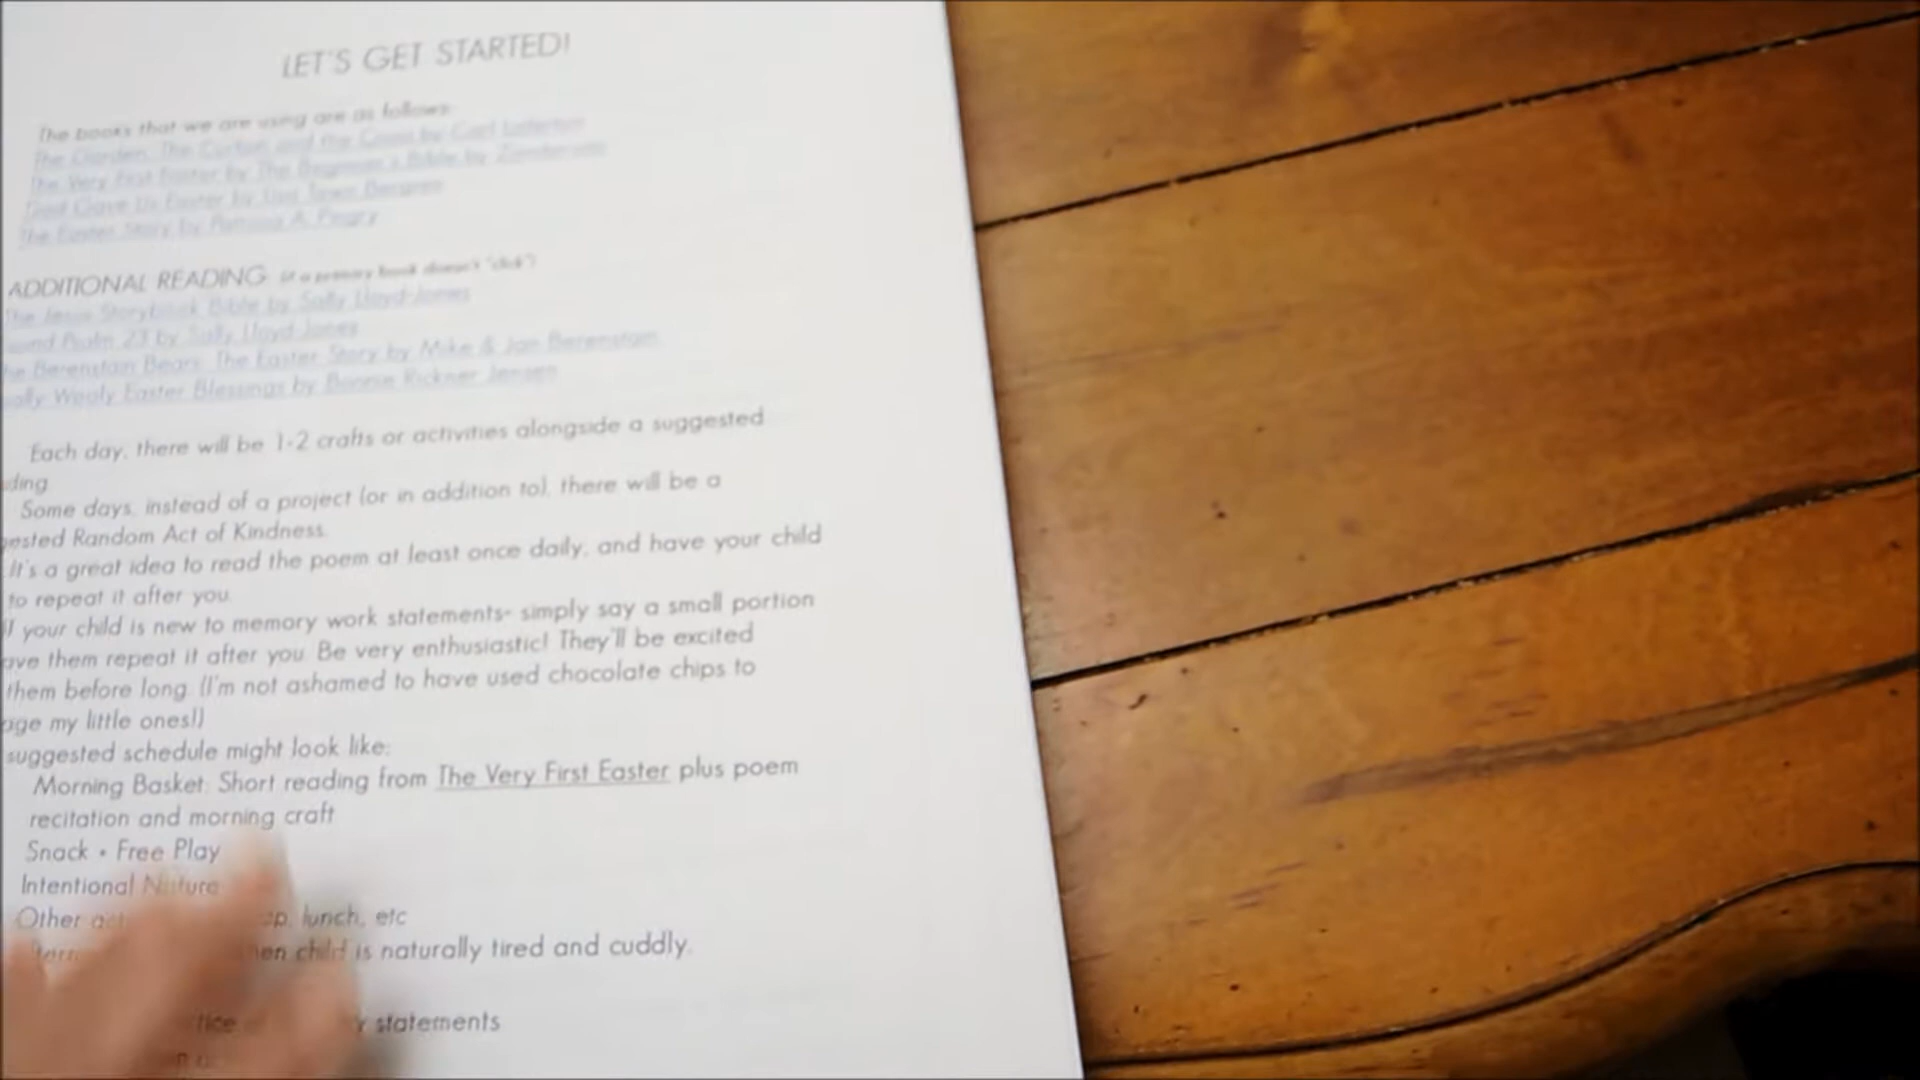 LET'S GET STARTED!
The books that we are using are as follows:
The Garden, The Curtain and the Cross by Carl Laferton
The Very First Easter by The Beginner's Bible by Zondervan
God Gave Us Easter by Lisa Tawn Bergren
The Easter Story by Patricia A. Pingry
ADDITIONAL READING (if a primary book doesn't "click")
The Jesus Storybook Bible by Sally Lloyd-Jones
Psalm 23 by Sally Lloyd-Jones
Berenstain Bears: The Easter Story by Mike & Jan Berenstain
Wooly Easter Blessings by Bonnie Rickner Jensen
Each day, there will be 1-2 crafts or activities alongside a suggested
ding
Some days, instead of a project (or in addition to), there will be a
ested Random Act of Kindness.
It's a great idea to read the poem at least once daily, and have your child
to repeat it after you.
your child is new to memory work statements- simply say a small portion
ave them repeat it after you. Be very enthusiastic! They'll be excited
them before long. (I'm not ashamed to have used chocolate chips to
age my little ones!)
suggested schedule might look like:
Morning Basket: Short reading from The Very First Easter plus poem
recitation and morning craft
Snack • Free Play
Intentional Nature
Other lunch, etc
child is naturally tired and cuddly.
statements